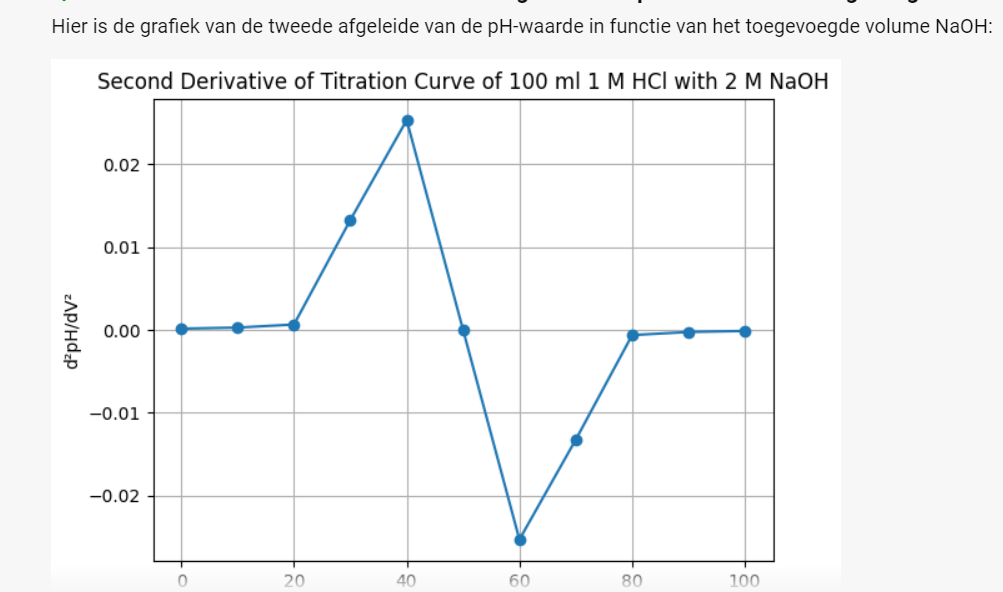 Hier is de grafiek van de tweede afgeleide van de pH-waarde in functie van het toegevoegde volume NaOH:
Second Derivative of Titration Curve of 100 ml 1 M HCl with 2 M NaOH
0.02
0.01
0.00
−0.01
−0.02
d²pH/dV²
0 20 40 60 80 100